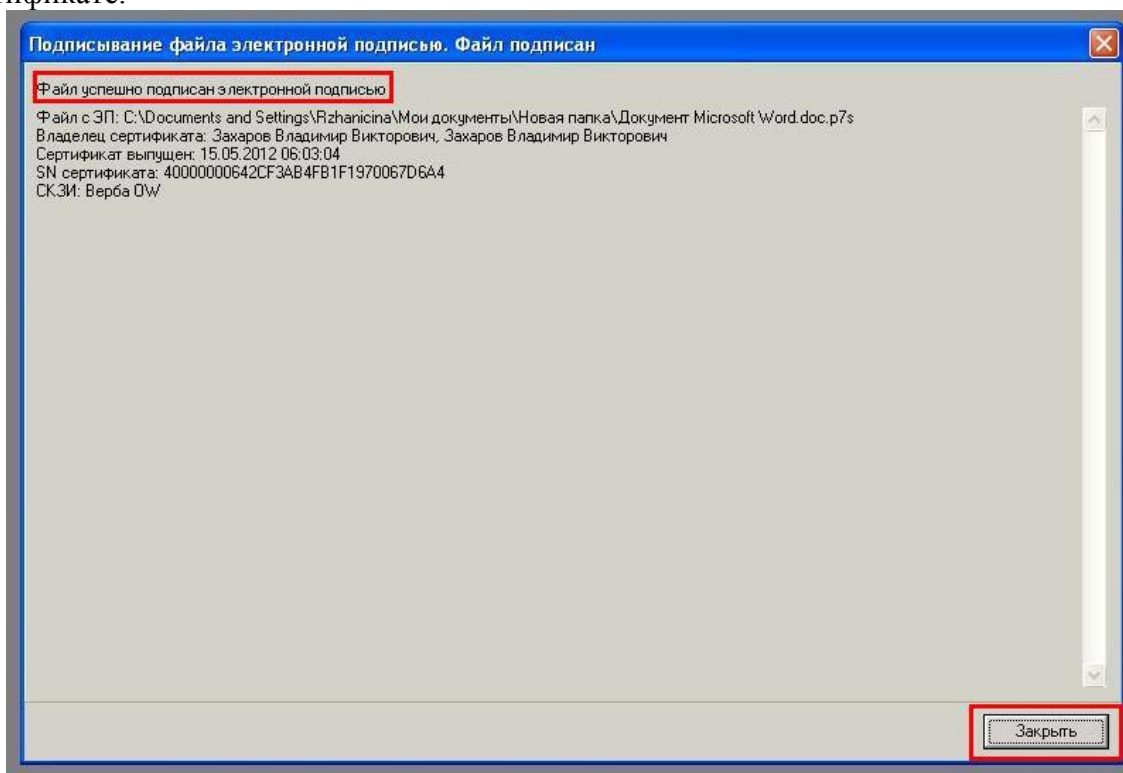 Подписывание файла электронной подписью. Файл подписан
Файл успешно подписан электронной подписью
Файл с ЭП: C:\Documents and Settings\Rzhanicina\Мои документы\Новая папка\Документ Microsoft Word.doc.p7s
Владелец сертификата: Захаров Владимир Викторович, Захаров Владимир Викторович
Сертификат выпущен: 15.05.2012 06:03:04
SN сертификата: 40000000642CF3AB4FB1F1970067D6A4
СКЗИ: Верба OW
Закрыть